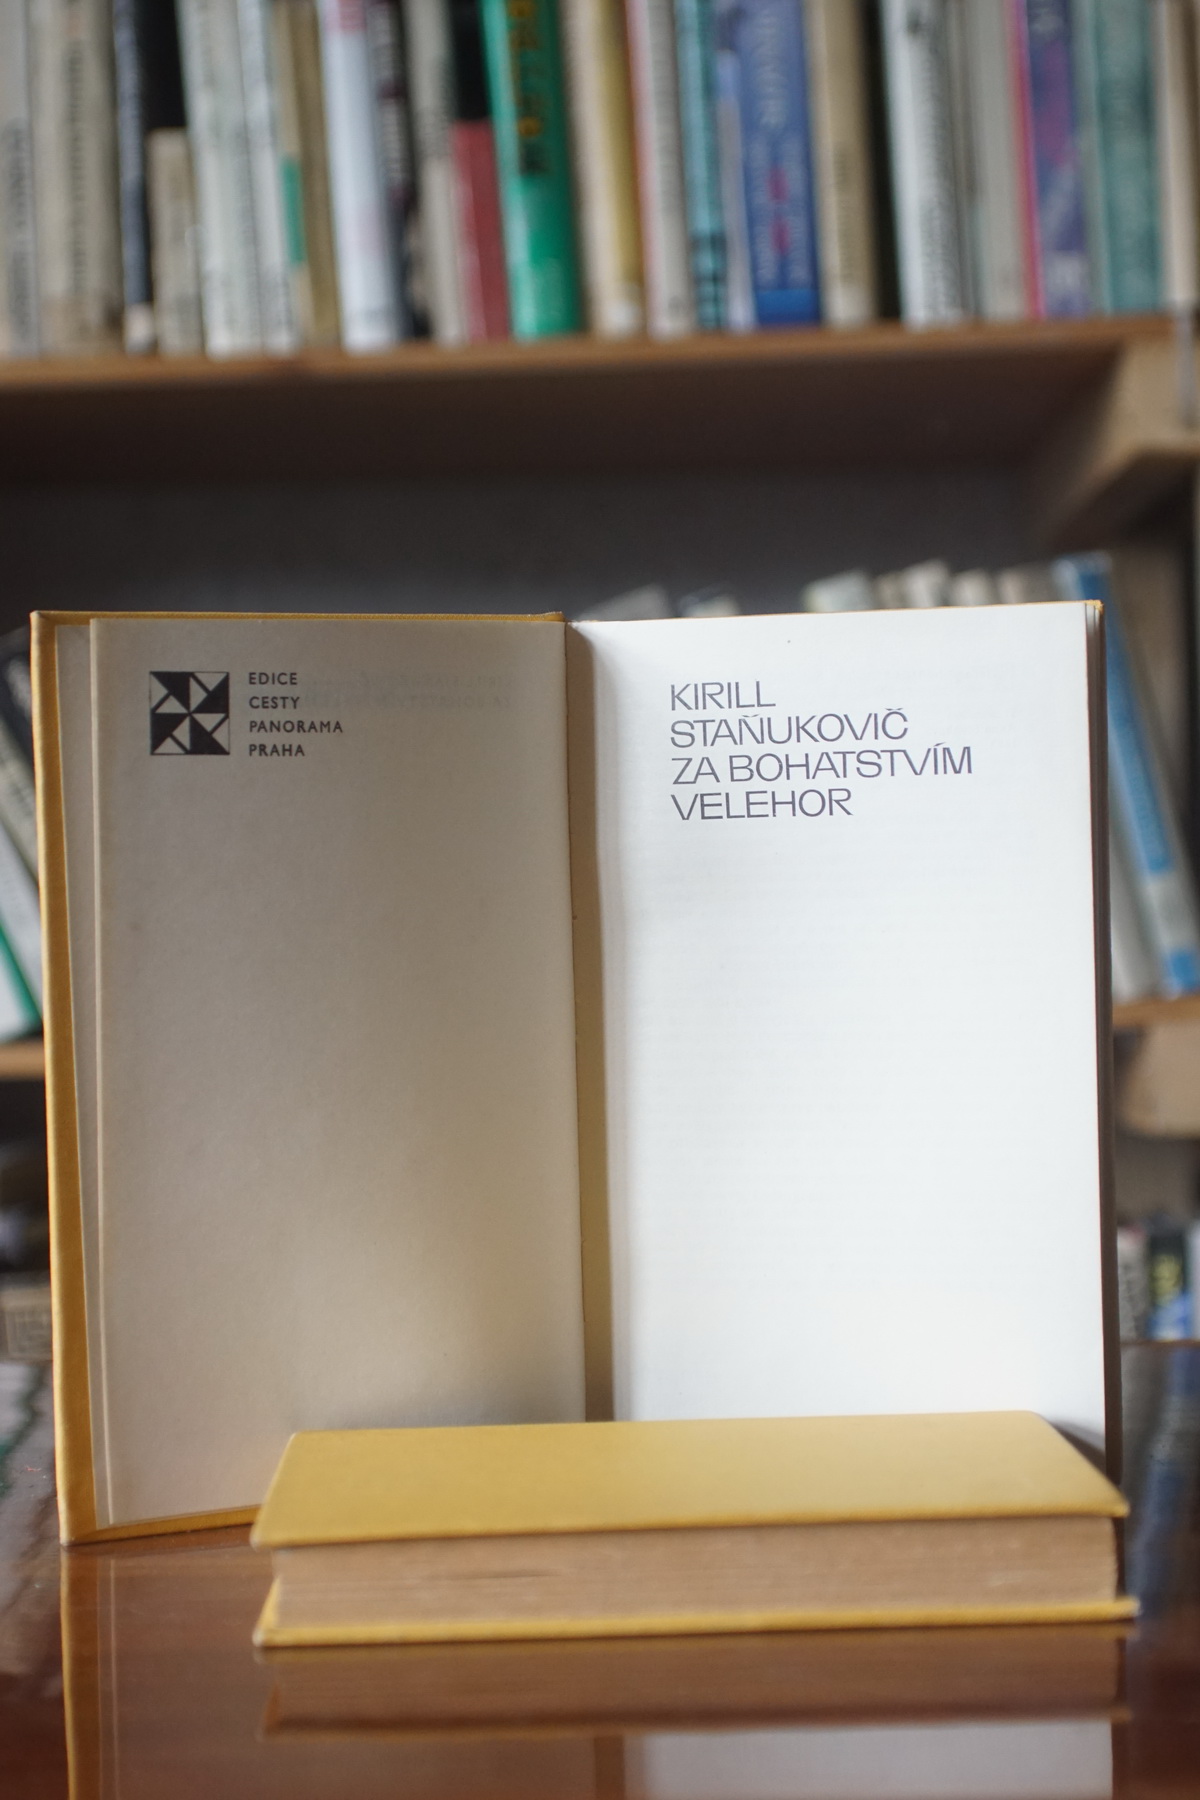 EDICE
CESTY
PANORAMA
PRAHA
KIRILL
STAŇUKOVIČ
ZA BOHATSTVÍM
VELEHOR